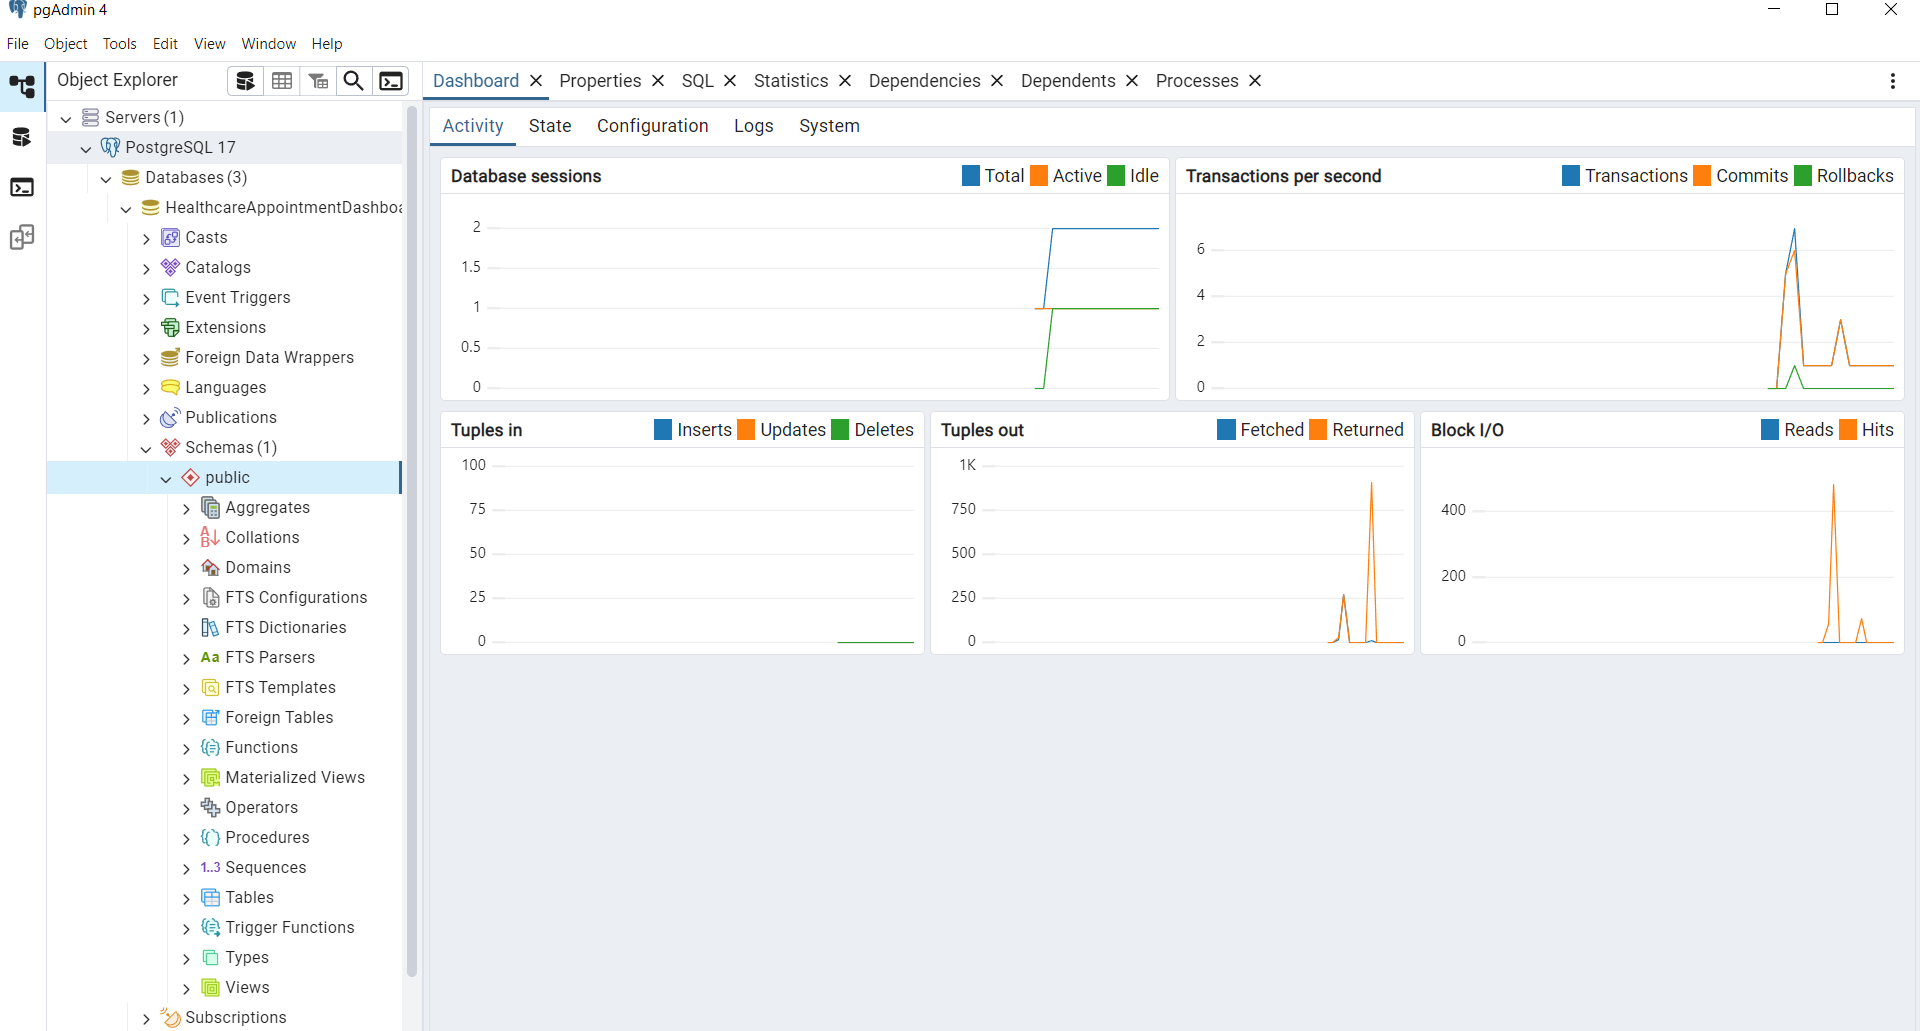 pgAdmin 4
File Object Tools Edit View Window Help
Object Explorer
Servers (1)
PostgreSQL 17
Databases (3)
HealthcareAppointmentDashboa
Casts
Catalogs
Event Triggers
Extensions
Foreign Data Wrappers
Languages
Publications
Schemas (1)
public
Aggregates
Collations
Domains
FTS Configurations
FTS Dictionaries
Aa FTS Parsers
FTS Templates
Foreign Tables
Functions
Materialized Views
Operators
Procedures
1..3 Sequences
Tables
Trigger Functions
Types
Views
Subscriptions
Dashboard Properties SQL Statistics Dependencies Dependents Processes
Activity State Configuration Logs System
Database sessions Total Active Idle
2
1.5
1
0.5
0
Transactions per second Transactions Commits Rollbacks
6
4
2
0
Tuples in Inserts Updates Deletes
100
75
50
25
0
Tuples out Fetched Returned
1K
750
500
250
0
Block I/O Reads Hits
400
200
0